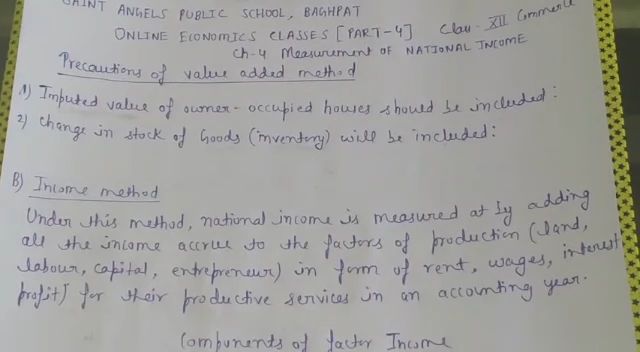 SAINT ANGELS PUBLIC SCHOOL, BAGHPAT
ONLINE ECONOMICS CLASSES [PART-4] Class-XII Commerce
Ch-4 Measurement OF NATIONAL INCOME
Precautions of value added method
1) Imputed value of owner-occupied houses should be included:
2) Change in stock of Goods (inventory) will be included:
B) Income method
Under this method, national income is measured at by adding
all the income accrue to the factors of production (land,
labour, capital, entrepreneur) in form of rent, wages, interest
profit) for their productive services in an accounting year.
Components of factor Income